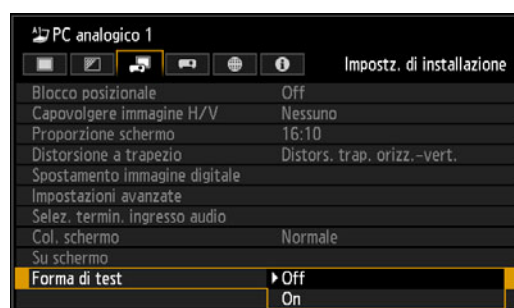 PC analogico 1
Impostz. di installazione
Blocco posizionale Off
Capovolgere immagine H/V Nessuno
Proporzione schermo 16:10
Distorsione a trapezio Distors. trap. orizz.-vert.
Spostamento immagine digitale
Impostazioni avanzate
Selez. termin. ingresso audio
Col. schermo Normale
Su schermo
Forma di test Off
On